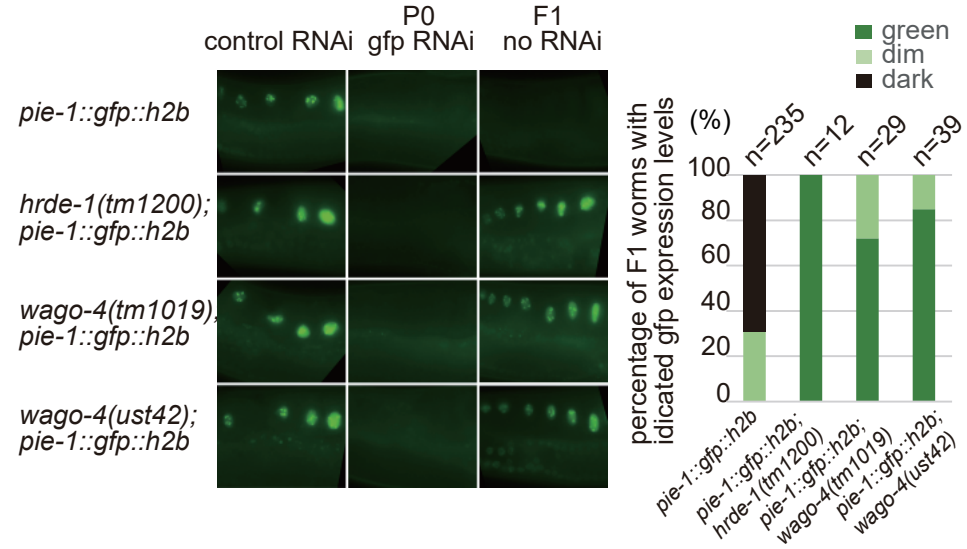 P0
F1
control RNAi
gfp RNAi
no RNAi
pie-1::gfp::h2b
hrde-1(tm1200);
pie-1::gfp::h2b
wago-4(tm1019),
pie-1::gfp::h2b
wago-4(ust42);
pie-1::gfp::h2b
green
dim
dark
percentage of F1 worms with
idicated gfp expression levels
(%)
n=235
n=12
n=29
n=39
100
80
60
40
20
0
pie-1::gfp::h2b
pie-1::gfp::h2b;
hrde-1(tm1200)
pie-1::gfp::h2b;
wago-4(tm1019)
pie-1::gfp::h2b;
wago-4(ust42)